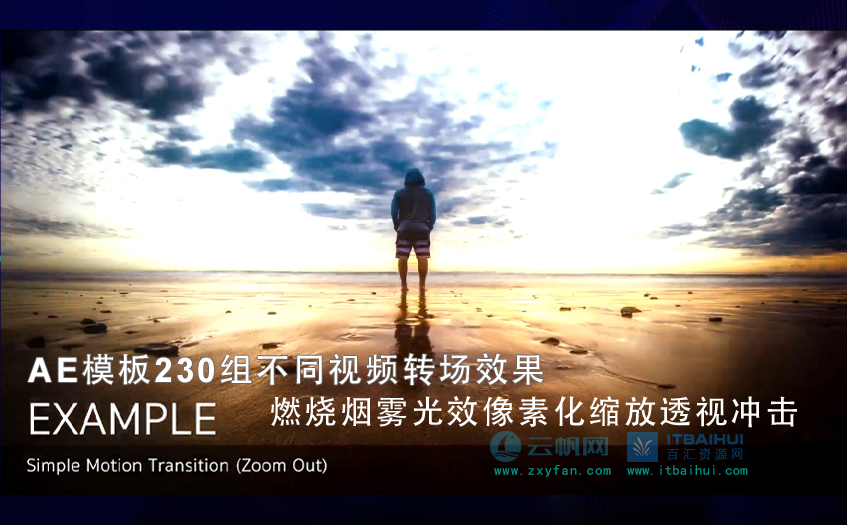 AE模板230组不同视频转场效果
EXAMPLE
燃烧烟雾光效像素化缩放透视冲击
Simple Motion Transition (Zoom Out)
云帆网
www.zxyfan.com
ITBAIHUI
百汇资源网
www.itbaihui.com